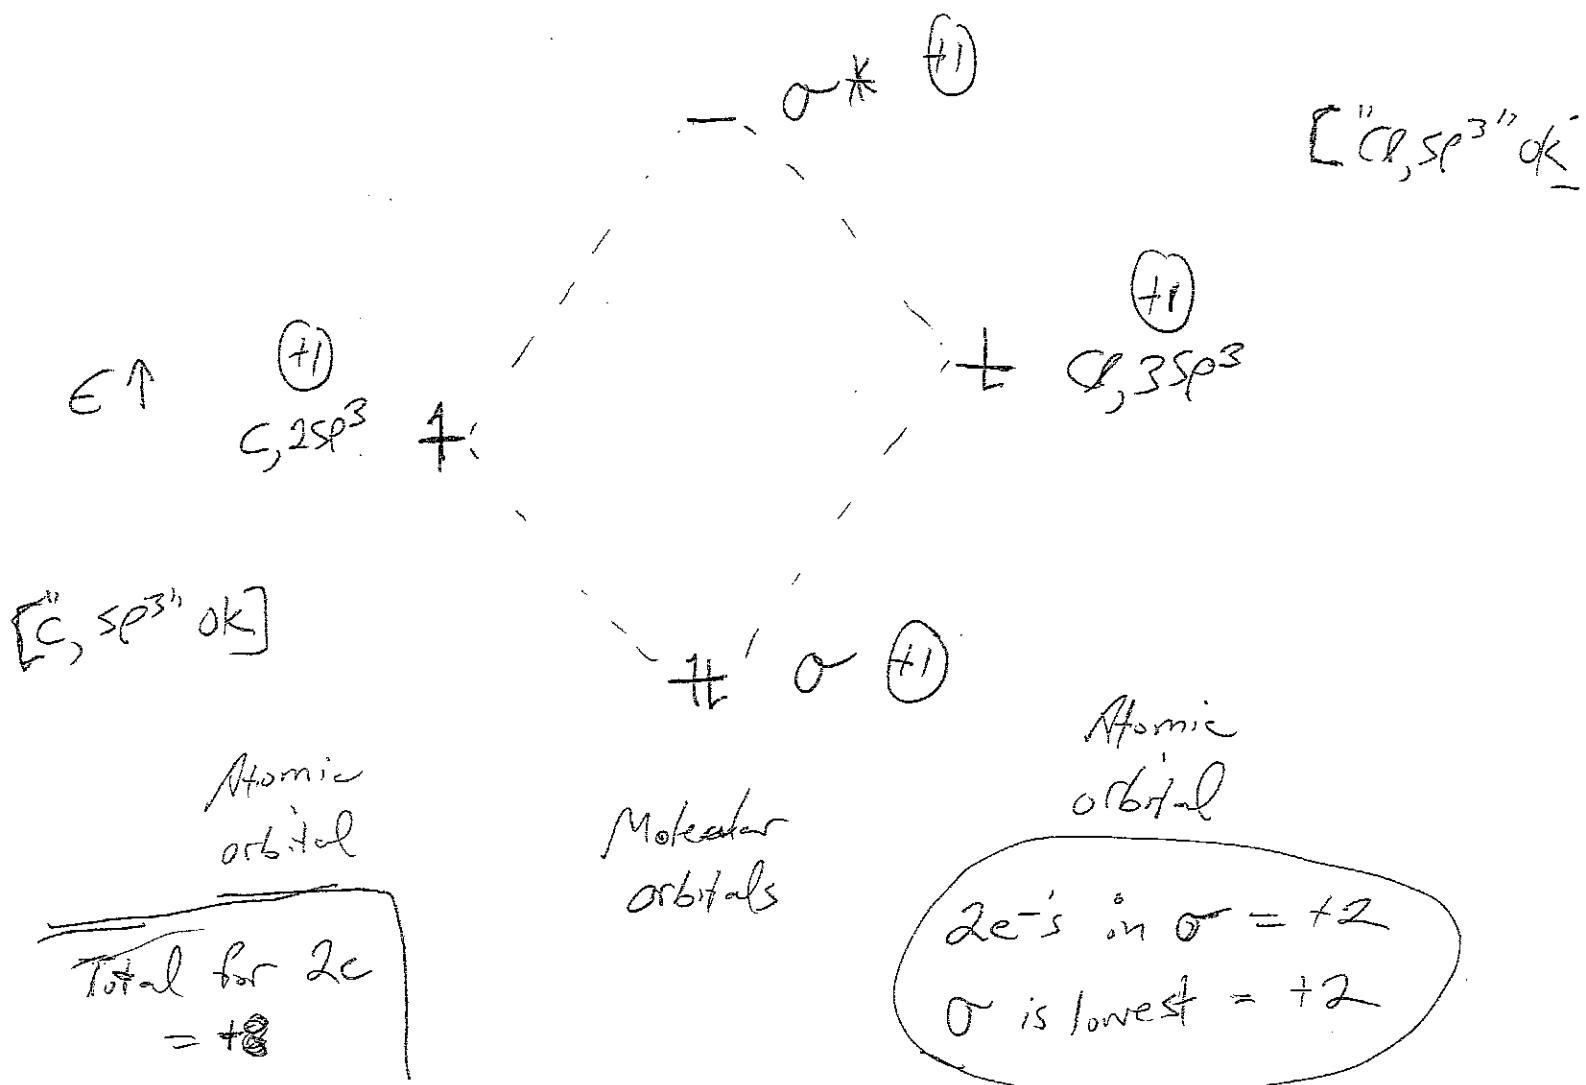 σ* +1
["Cl, sp³" ok]
+1
Cl, 3sp³
+1
ϵ↑ C, 2sp³
["C, sp³" ok]
σ +1
Atomic
orbital
Molecular
orbitals
Atomic
orbital
2e⁻'s in σ = +2
σ is lowest = +2
Total for 2c
= +8